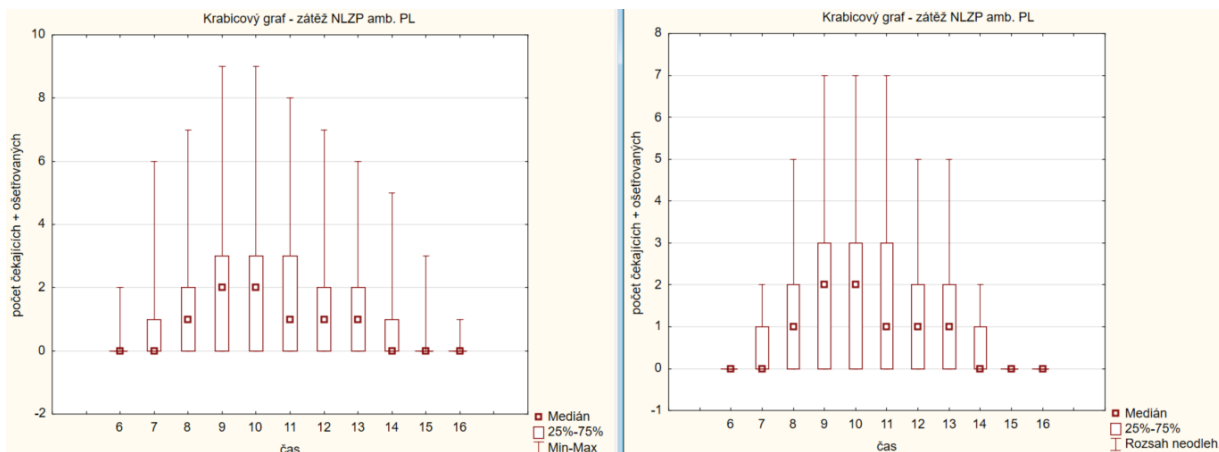 Krabicový graf - zátěž NLZP amb. PL
10
8
6
4
2
0
-2
počet čekajících + ošetřovaných
6 7 8 9 10 11 12 13 14 15 16
čas
Medián
25%-75%
Min-Max
Krabicový graf - zátěž NLZP amb. PL
8
7
6
5
4
3
2
1
0
-1
počet čekajících + ošetřovaných
6 7 8 9 10 11 12 13 14 15 16
čas
Medián
25%-75%
Rozsah neodleh